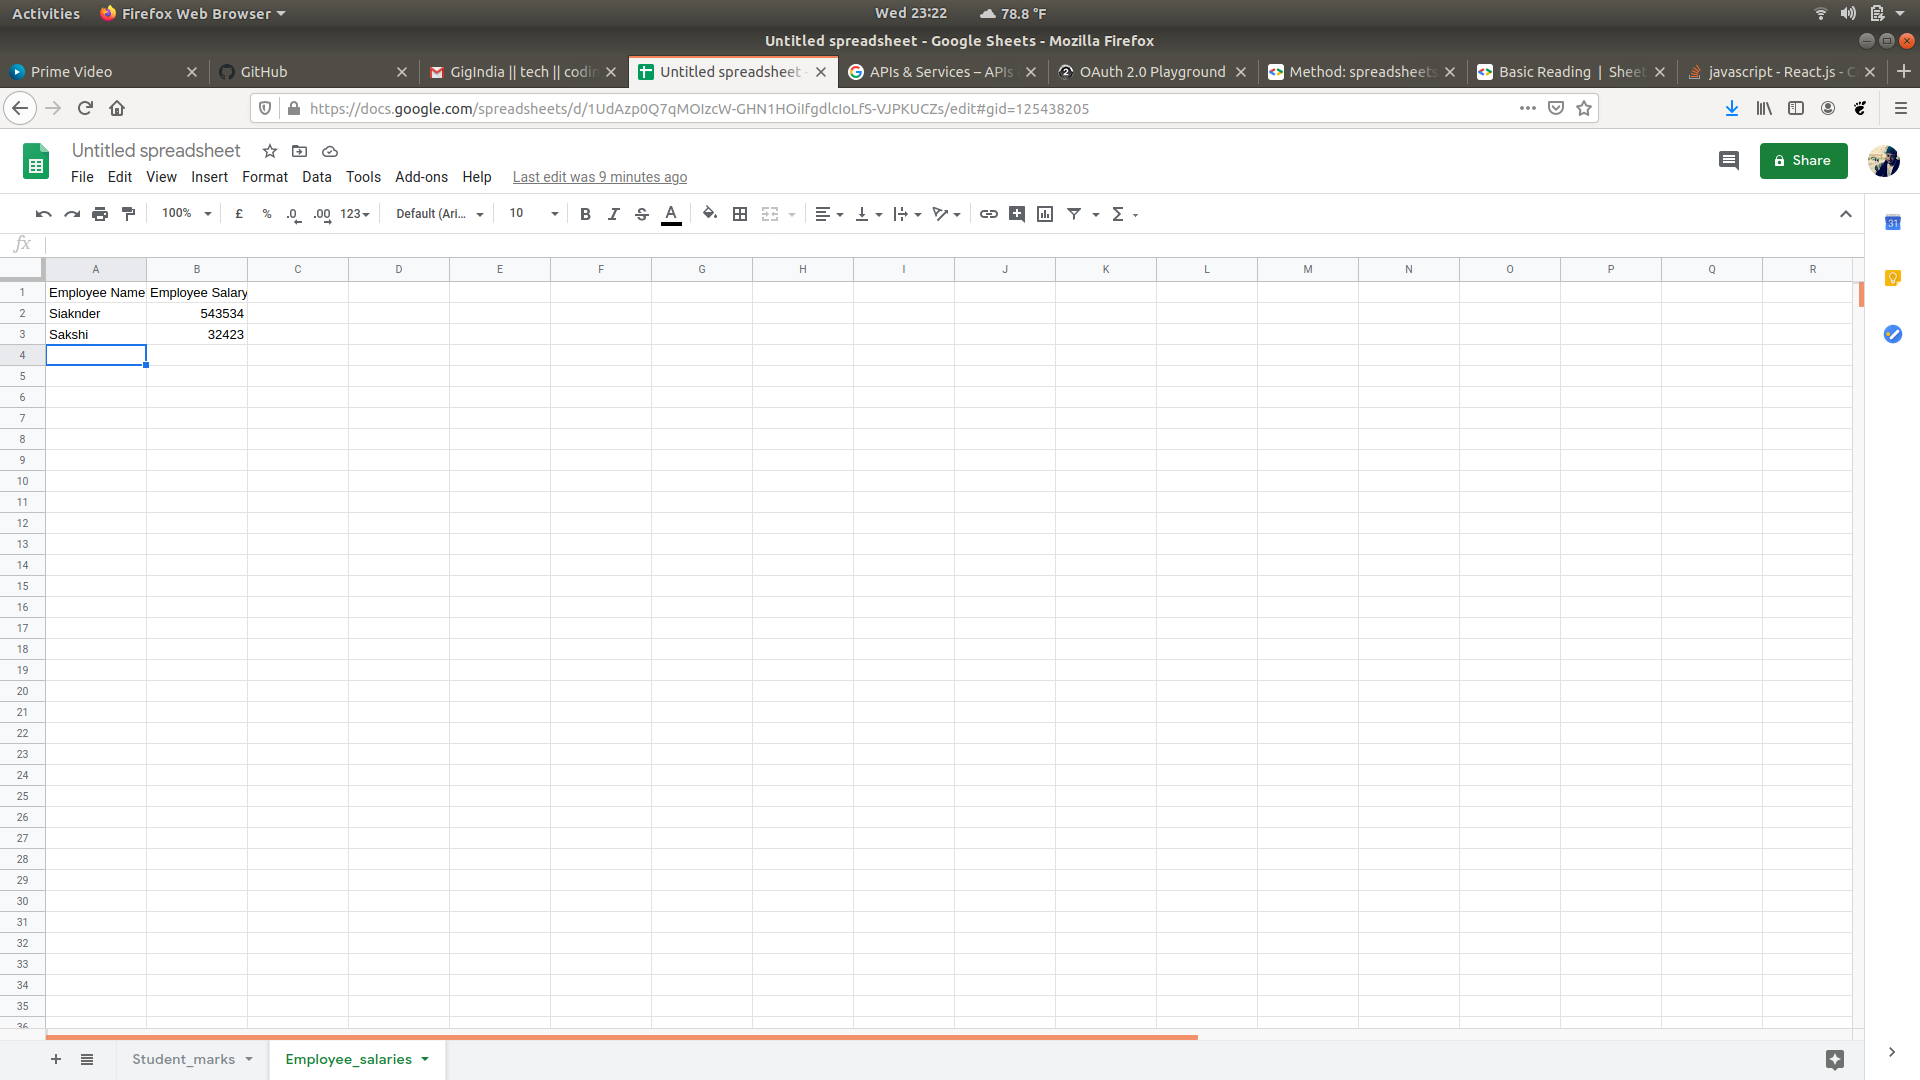 Activities Firefox Web Browser Wed 23:22 78.8 °F
Untitled spreadsheet - Google Sheets - Mozilla Firefox
Prime Video GitHub GigIndia || tech || codin Untitled spreadsheet - APIs & Services – APIs OAuth 2.0 Playground Method: spreadsheets Basic Reading | Sheet javascript - React.js - C
https://docs.google.com/spreadsheets/d/1UdAzp0Q7qMOIzcW-GHN1HOiIfgdlcIoLfS-VJPKUCZs/edit#gid=125438205
Untitled spreadsheet
Share
File Edit View Insert Format Data Tools Add-ons Help Last edit was 9 minutes ago
100% £ % .0 .00 123 Default (Ari... 10 B I S A Σ
31
fx
A B C D E F G H I J K L M N O P Q R
1 Employee Name Employee Salary
2 Siaknder 543534
3 Sakshi 32423
4
5
6
7
8
9
10
11
12
13
14
15
16
17
18
19
20
21
22
23
24
25
26
27
28
29
30
31
32
33
34
35
36
Student_marks Employee_salaries